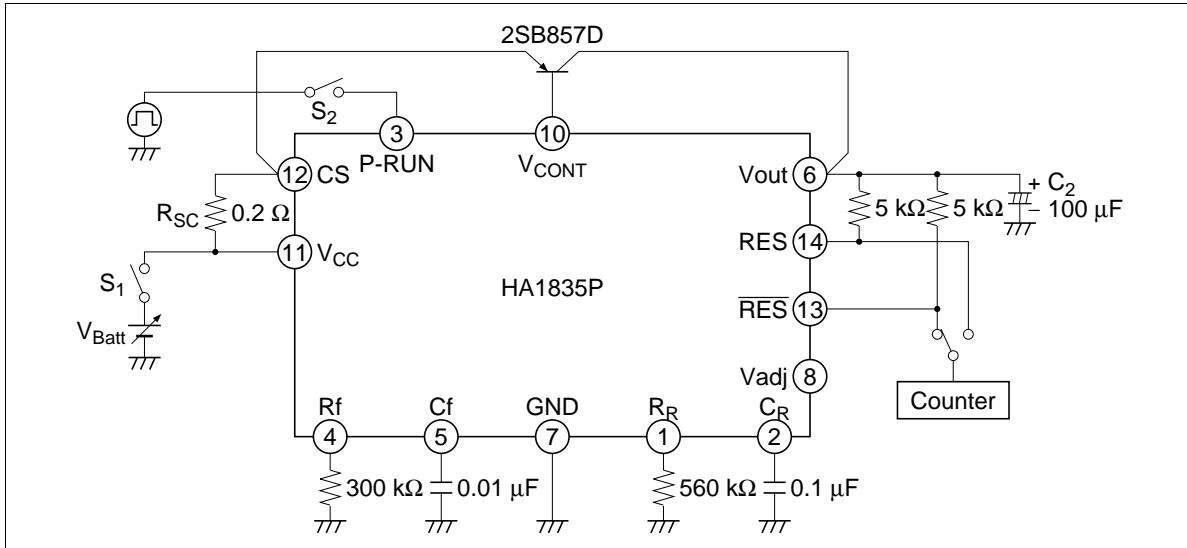 2SB857D
S2
3
P-RUN
10
VCONT
12
CS
Vout
6
+ C2
− 100 μF
RSC
0.2 Ω
5 kΩ
5 kΩ
RES
14
11
VCC
S1
HA1835P
RES
13
VBatt
Vadj
8
Counter
Rf
Cf
GND
RR
CR
4
5
7
1
2
300 kΩ
0.01 μF
560 kΩ
0.1 μF